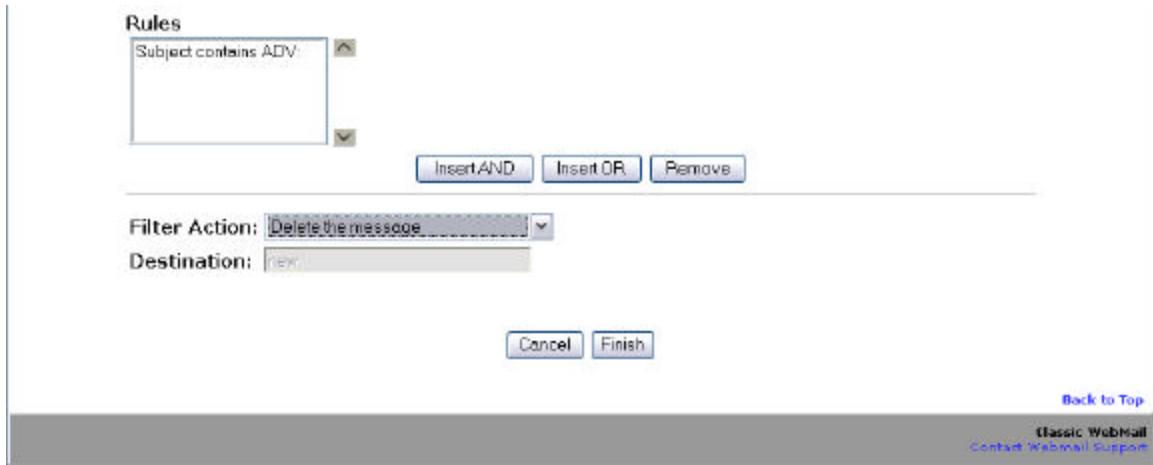 Rules
Subject contains ADV:
Insert AND Insert OR Remove
Filter Action: Delete the message
Destination: new
Cancel Finish
Back to Top
Classic WebMail
Contact Webmail Support